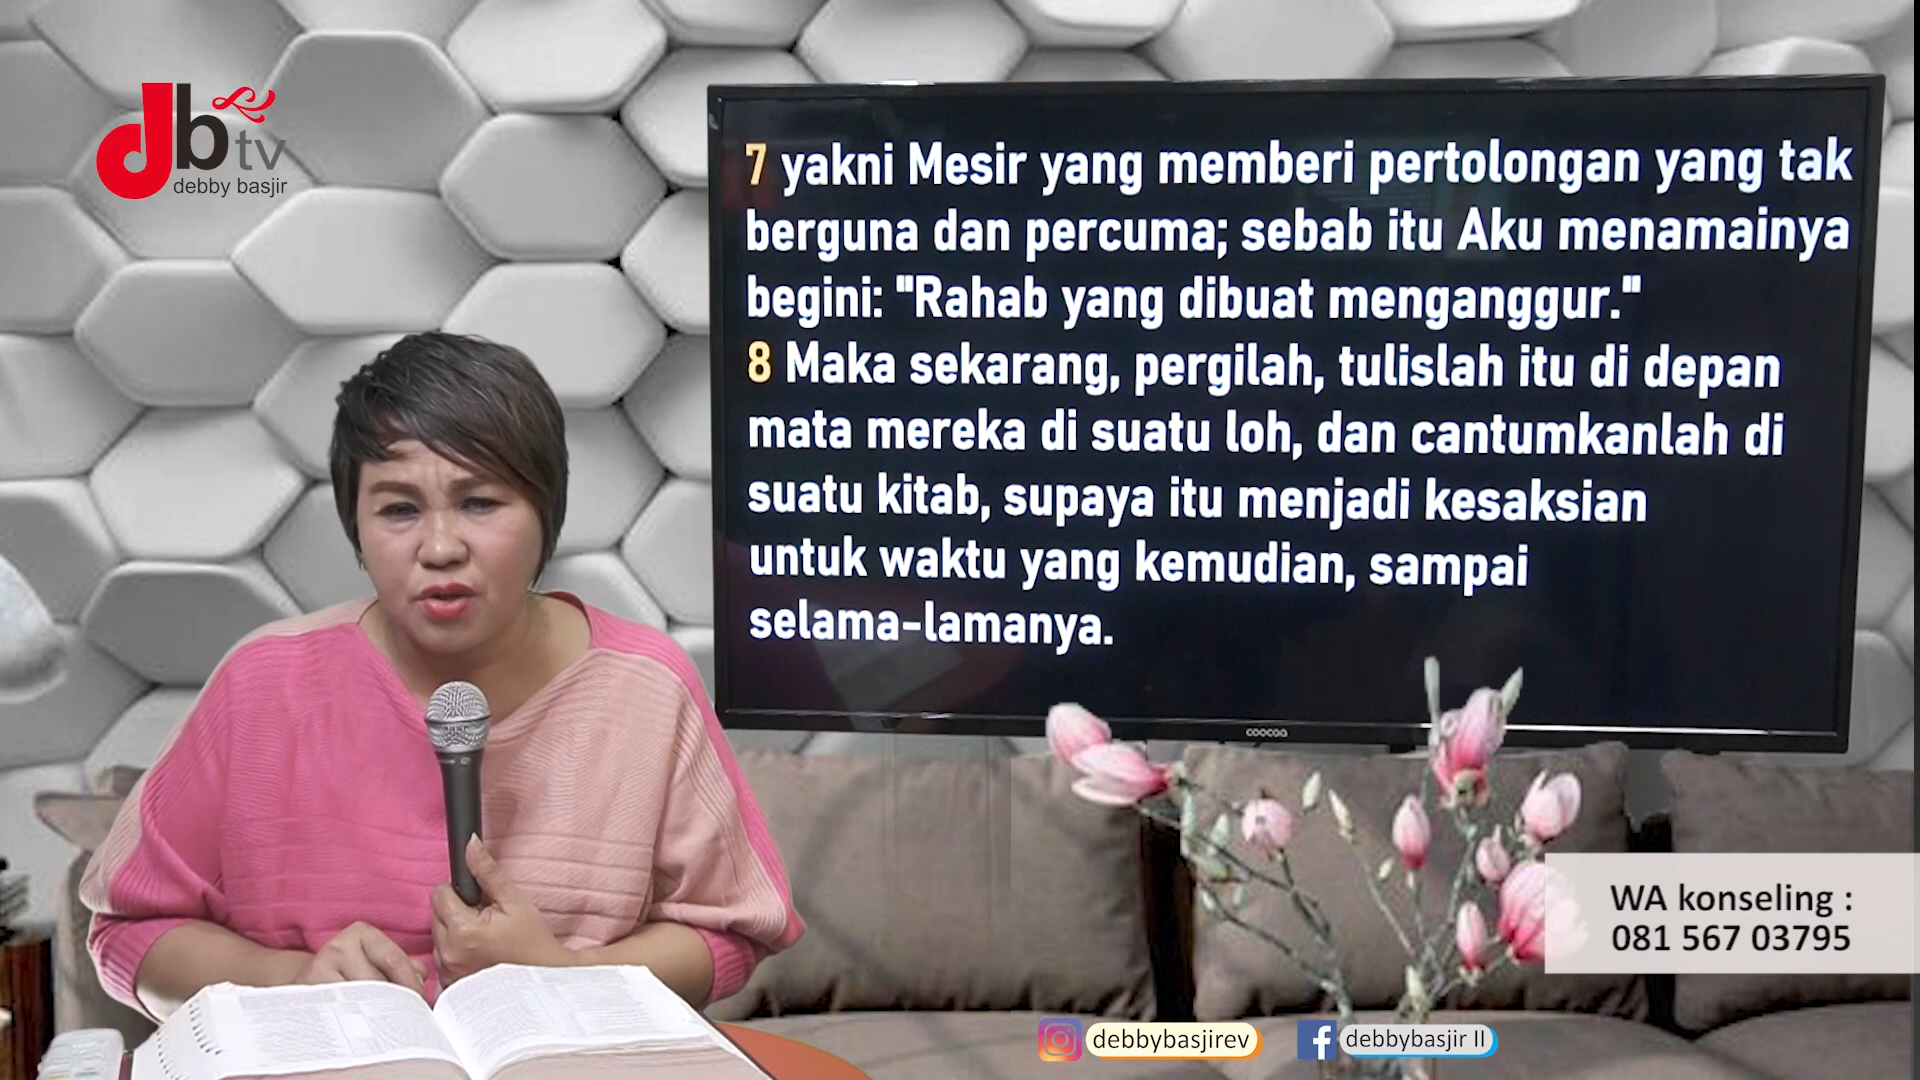 db tv
debby basjir
7 yakni Mesir yang memberi pertolongan yang tak
berguna dan percuma; sebab itu Aku menamainya
begini: "Rahab yang dibuat menganggur."
8 Maka sekarang, pergilah, tulislah itu di depan
mata mereka di suatu loh, dan cantumkanlah di
suatu kitab, supaya itu menjadi kesaksian
untuk waktu yang kemudian, sampai
selama-lamanya.
coocaa
WA konseling :
081 567 03795
debbybasjirev
debbybasjir II